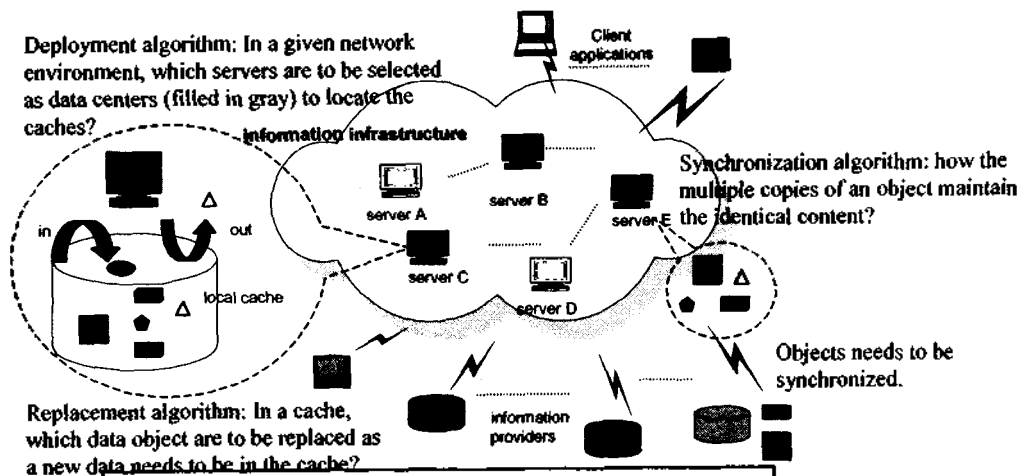 Deployment algorithm: In a given network
environment, which servers are to be selected
as data centers (filled in gray) to locate the
caches?
Client
applications
information infrastructure
server A
server B
Synchronization algorithm: how the
multiple copies of an object maintain
the identical content?
server E
in
out
server C
local cache
server D
Objects needs to be
synchronized.
Replacement algorithm: In a cache,
which data object are to be replaced as
a new data needs to be in the cache?
information
providers